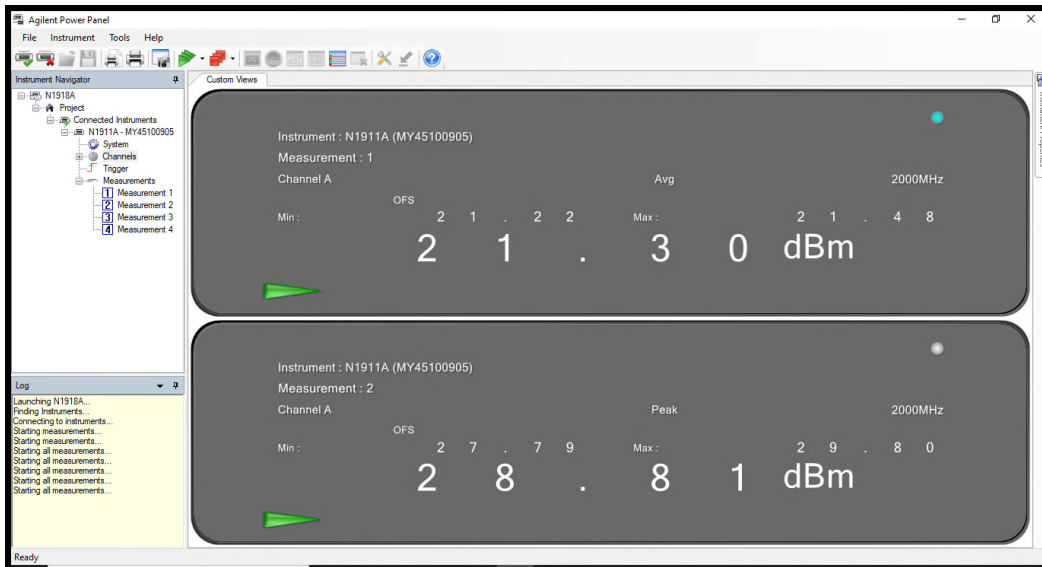 Agilent Power Panel
File Instrument Tools Help
Instrument Navigator
N1918A
Project
Connected Instruments
N1911A - MY45100905
System
Channels
Trigger
Measurements
1 Measurement 1
2 Measurement 2
3 Measurement 3
4 Measurement 4
Log
Launching N1918A...
Finding Instruments...
Connecting to instruments...
Starting measurements...
Starting measurements...
Starting all measurements...
Starting all measurements...
Starting all measurements...
Starting all measurements...
Starting all measurements...
Custom Views
Instrument : N1911A (MY45100905)
Measurement : 1
Channel A Avg 2000MHz
OFS
Min : 21.22 Max : 21.48
21.30 dBm
Instrument : N1911A (MY45100905)
Measurement : 2
Channel A Peak 2000MHz
OFS
Min : 27.79 Max : 29.80
28.81 dBm
Ready